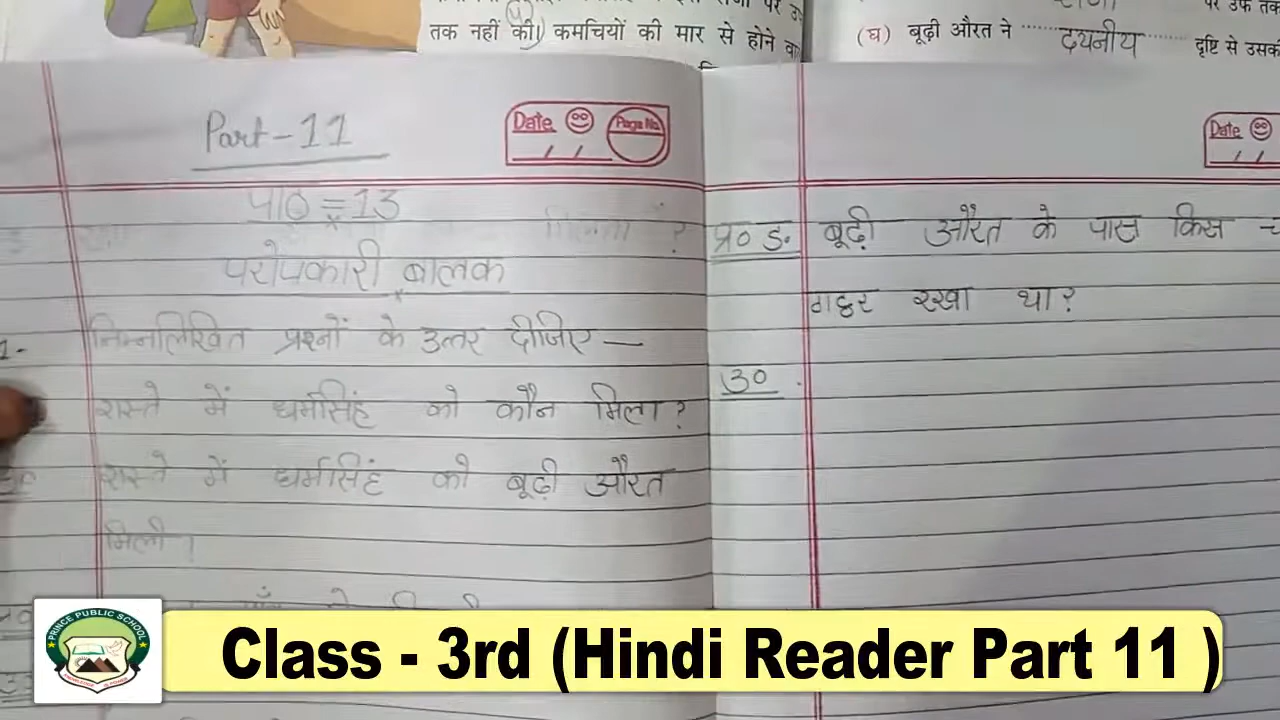 तक नहीं की। कमचियों की मार से होने
(घ) बूढ़ी औरत ने दयनीय दृष्टि से उसकी
Part-11
Date
Page No.
पाठ = 13
परोपकारी बालक
1. निम्नलिखित प्रश्नों के उत्तर दीजिए —
रास्ते में धर्मसिंह को कौन मिला?
रास्ते में धर्मसिंह को बूढ़ी औरत
मिली।
Date
प्र० ड. बूढ़ी औरत के पास किस
गट्ठर रखा था?
उ०
PRINCE PUBLIC SCHOOL
Class - 3rd (Hindi Reader Part 11 )